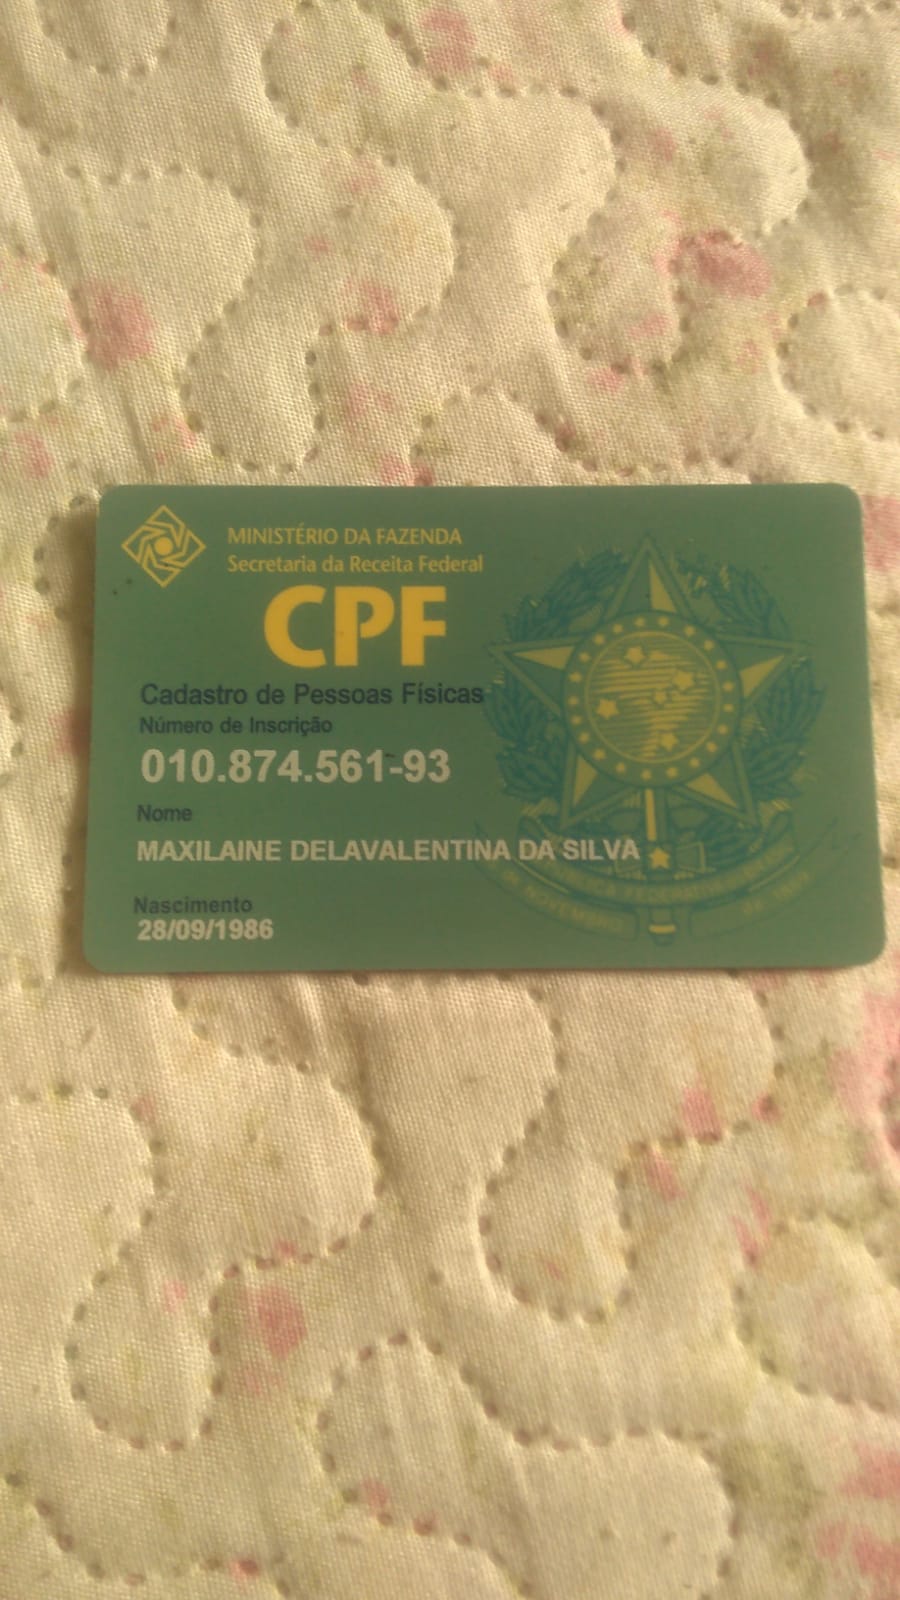 MINISTÉRIO DA FAZENDA
Secretaria da Receita Federal
CPF
Cadastro de Pessoas Físicas
Número de Inscrição
010.874.561-93
Nome
MAXILAINE DELAVALENTINA DA SILVA
Nascimento
28/09/1986